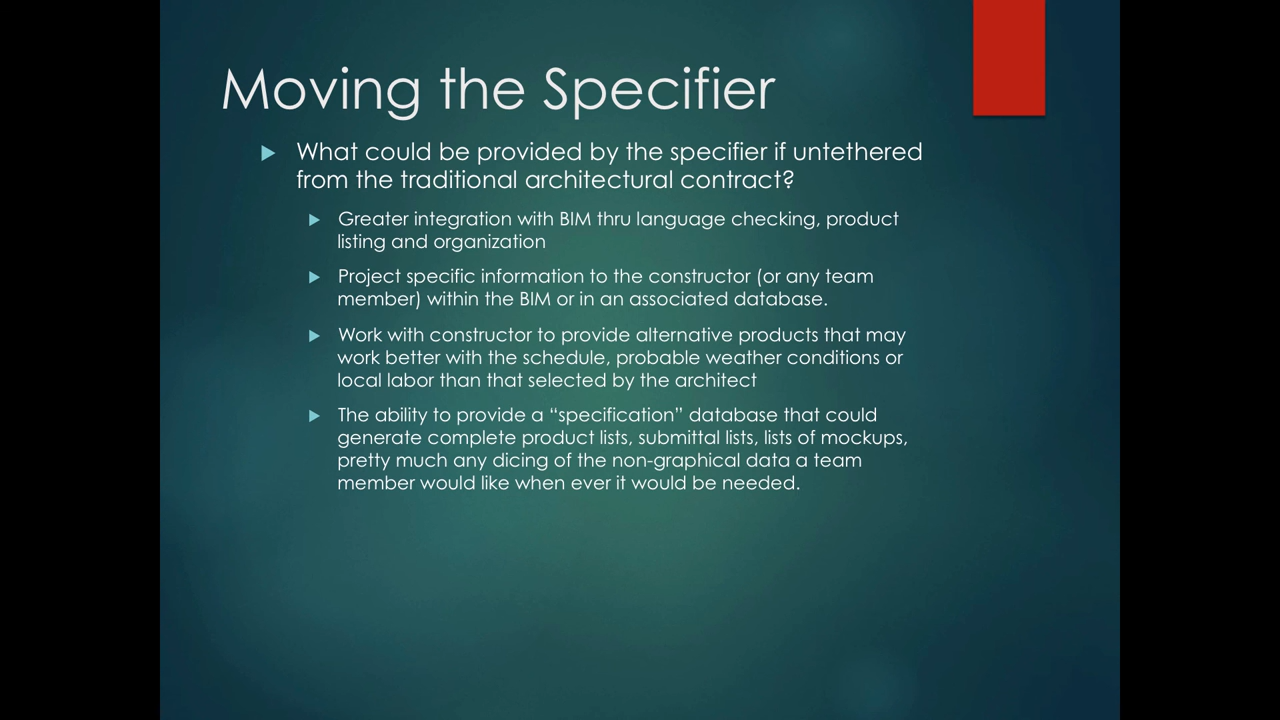 Moving the Specifier
What could be provided by the specifier if untethered
from the traditional architectural contract?
Greater integration with BIM thru language checking, product
listing and organization
Project specific information to the constructor (or any team
member) within the BIM or in an associated database.
Work with constructor to provide alternative products that may
work better with the schedule, probable weather conditions or
local labor than that selected by the architect
The ability to provide a “specification” database that could
generate complete product lists, submittal lists, lists of mockups,
pretty much any dicing of the non-graphical data a team
member would like when ever it would be needed.